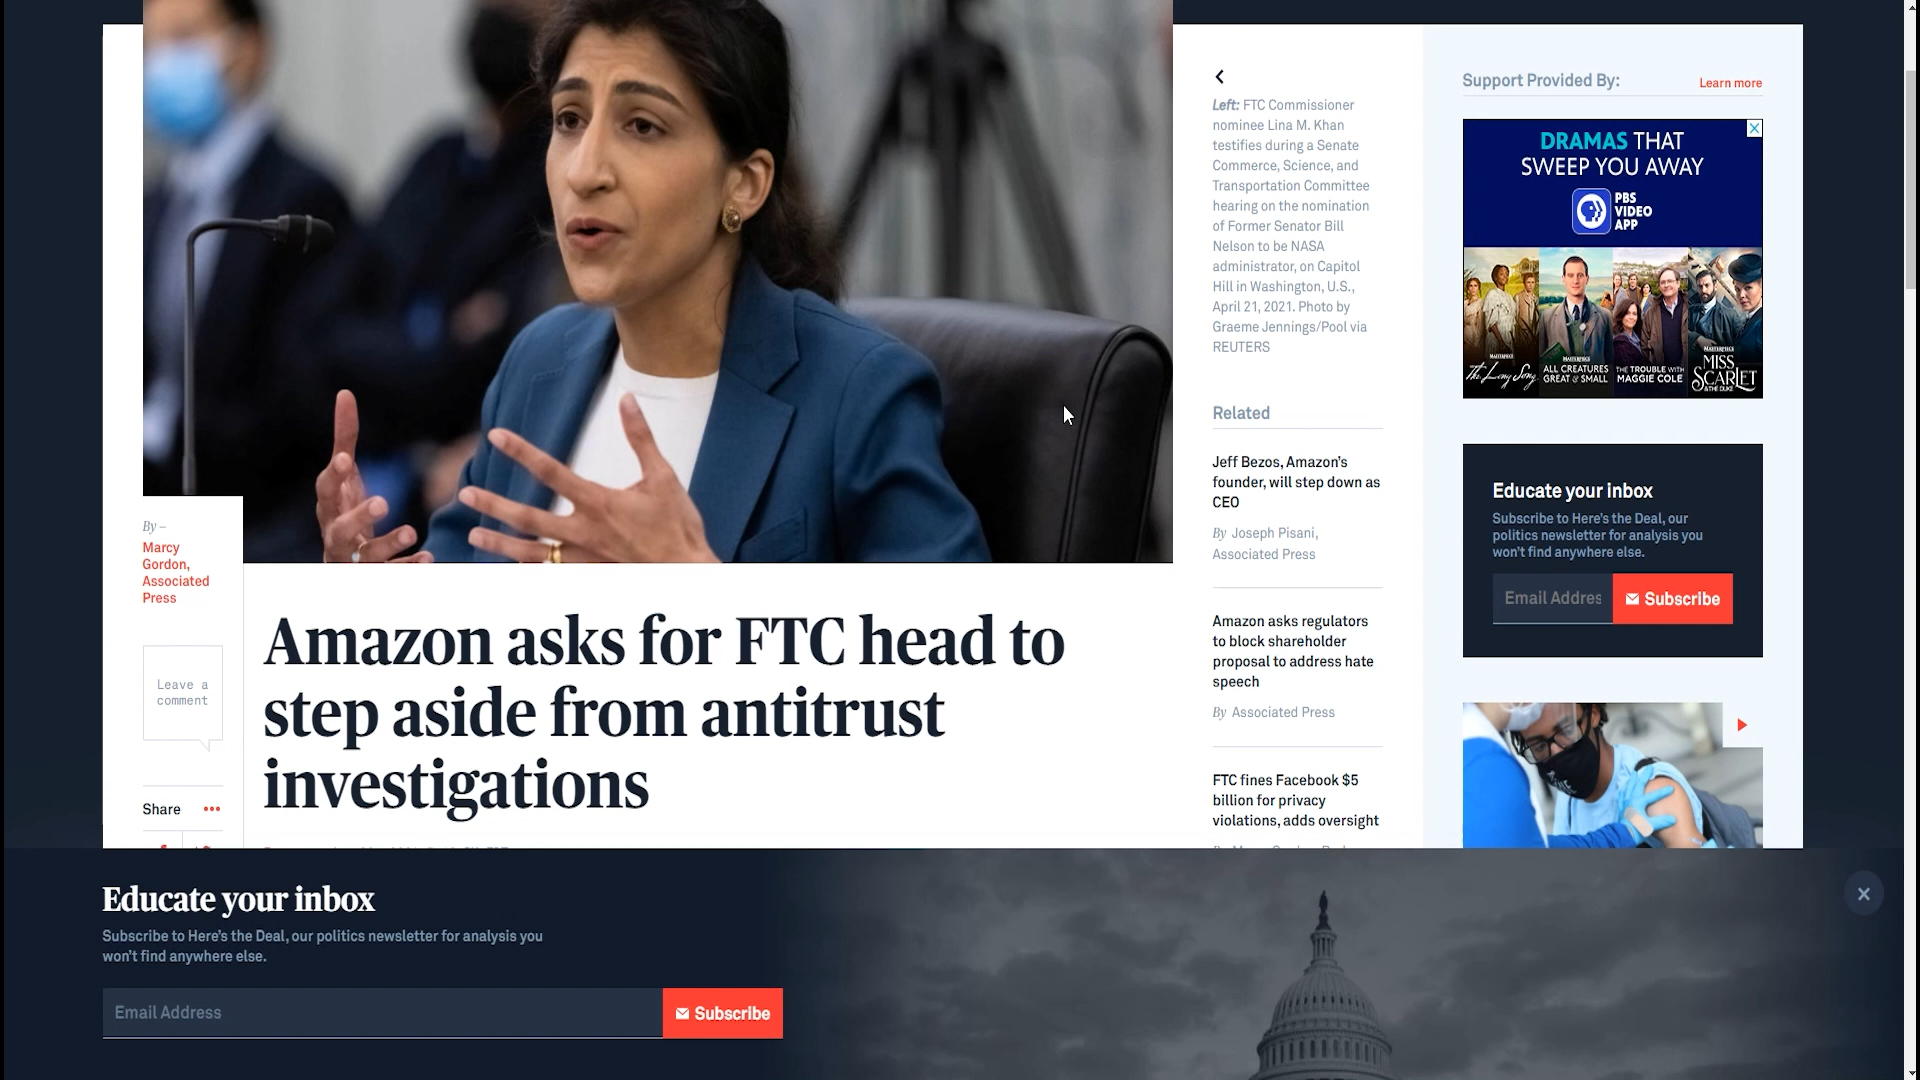 Left: FTC Commissioner
nominee Lina M. Khan
testifies during a Senate
Commerce, Science, and
Transportation Committee
hearing on the nomination
of Former Senator Bill
Nelson to be NASA
administrator, on Capitol
Hill in Washington, U.S.,
April 21, 2021. Photo by
Graeme Jennings/Pool via
REUTERS
Related
Jeff Bezos, Amazon's
founder, will step down as
CEO
By Joseph Pisani,
Associated Press
Amazon asks regulators
to block shareholder
proposal to address hate
speech
By Associated Press
FTC fines Facebook $5
billion for privacy
violations, adds oversight
Support Provided By:
Learn more
DRAMAS THAT
SWEEP YOU AWAY
PBS
VIDEO
APP
MASTERPIECE
The Long Song
MASTERPIECE
ALL CREATURES
GREAT & SMALL
THE TROUBLE WITH
MAGGIE COLE
MASTERPIECE
MISS
SCARLET
& THE DUKE
Educate your inbox
Subscribe to Here's the Deal, our
politics newsletter for analysis you
won't find anywhere else.
Email Addres
Subscribe
By –
Marcy
Gordon,
Associated
Press
Leave a
comment
Share
Amazon asks for FTC head to
step aside from antitrust
investigations
Educate your inbox
Subscribe to Here's the Deal, our politics newsletter for analysis you
won't find anywhere else.
Email Address
Subscribe